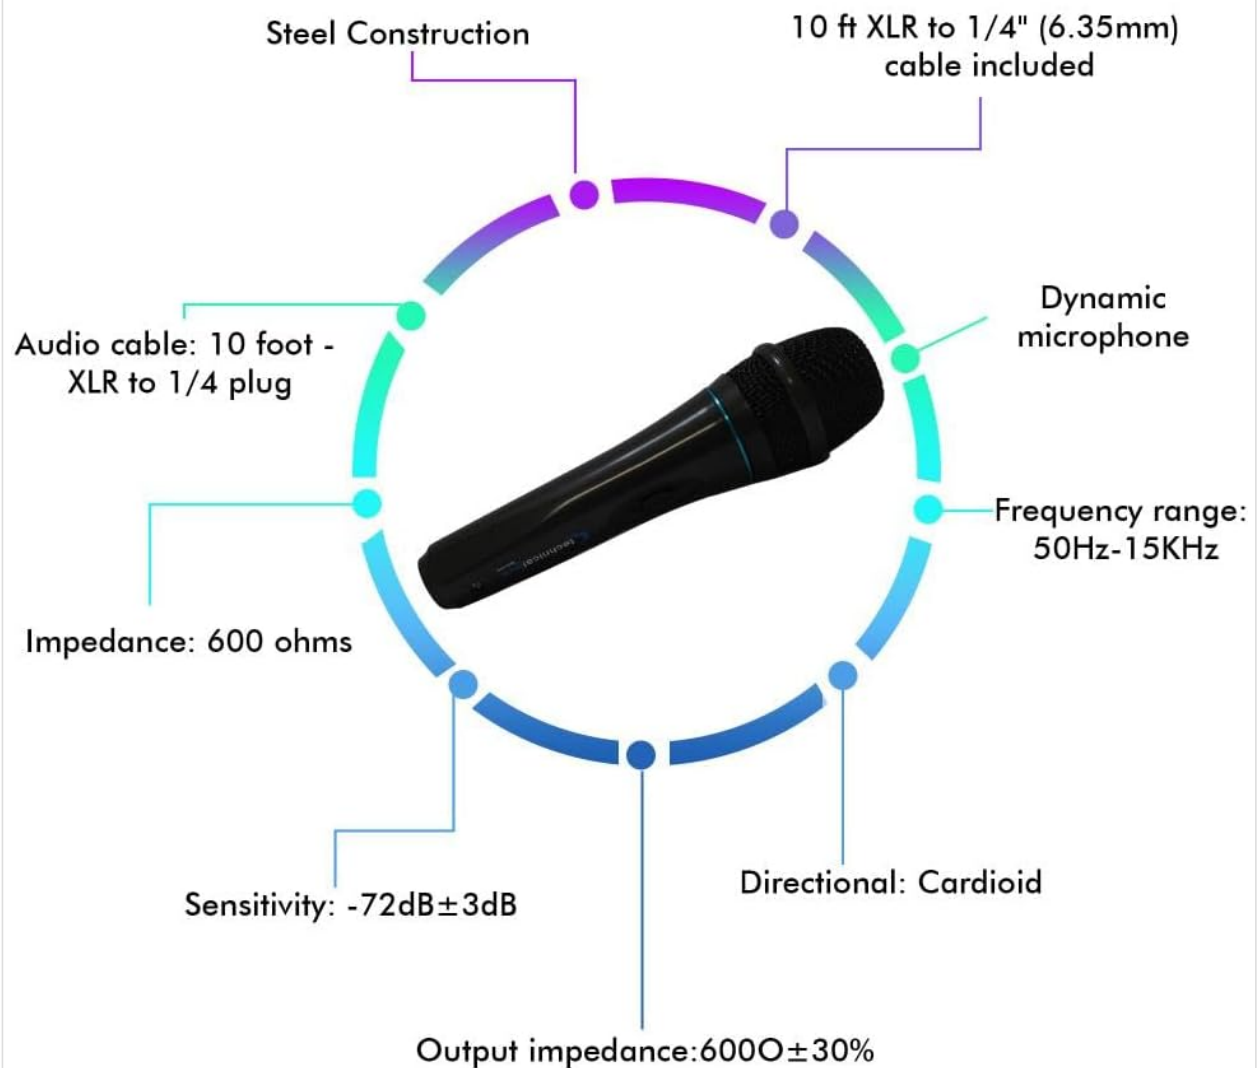 Steel Construction
10 ft XLR to 1/4" (6.35mm)
cable included
Dynamic
microphone
Audio cable: 10 foot -
XLR to 1/4 plug
Frequency range:
50Hz-15KHz
Impedance: 600 ohms
Directional: Cardioid
Sensitivity: -72dB±3dB
Output impedance:600O±30%
technical